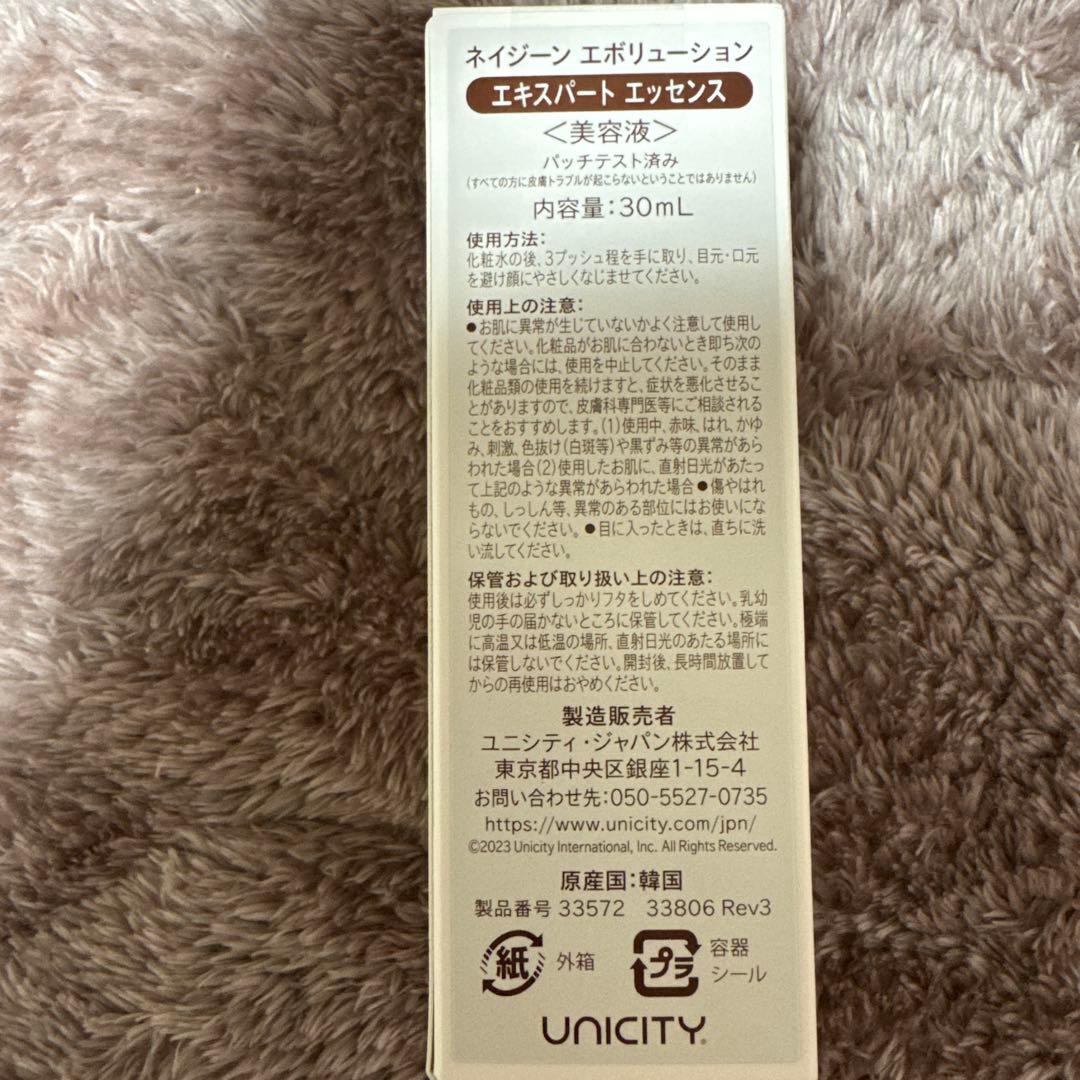 ネイジーン エボリューション
エキスパート エッセンス
＜美容液＞
パッチテスト済み
(すべての方に皮膚トラブルが起こらないということではありません)
内容量：30mL
使用方法：
化粧水の後、3プッシュ程を手に取り、目元・口元
を避け顔にやさしくなじませてください。
使用上の注意：
●お肌に異常が生じていないかよく注意して使用し
てください。化粧品がお肌に合わないとき即ち次の
ような場合には、使用を中止してください。そのまま
化粧品類の使用を続けますと、症状を悪化させるこ
とがありますので、皮膚科専門医等にご相談される
ことをおすすめします。(1)使用中、赤味、はれ、かゆ
み、刺激、色抜け(白斑等)や黒ずみ等の異常があら
われた場合(2)使用したお肌に、直射日光があたっ
て上記のような異常があらわれた場合●傷やはれ
もの、しっしん等、異常のある部位にはお使いにな
らないでください。●目に入ったときは、直ちに洗
い流してください。
保管および取り扱い上の注意：
使用後は必ずしっかりフタをしめてください。乳幼
児の手の届かないところに保管してください。極端
に高温又は低温の場所、直射日光のあたる場所に
は保管しないでください。開封後、長時間放置して
からの再使用はおやめください。
製造販売者
ユニシティ・ジャパン株式会社
東京都中央区銀座1-15-4
お問い合わせ先：050-5527-0735
https://www.unicity.com/jpn/
©2023 Unicity International, Inc. All Rights Reserved.
原産国：韓国
製品番号 33572 33806 Rev3
紙 外箱
プラ 容器
シール
UNICITY®